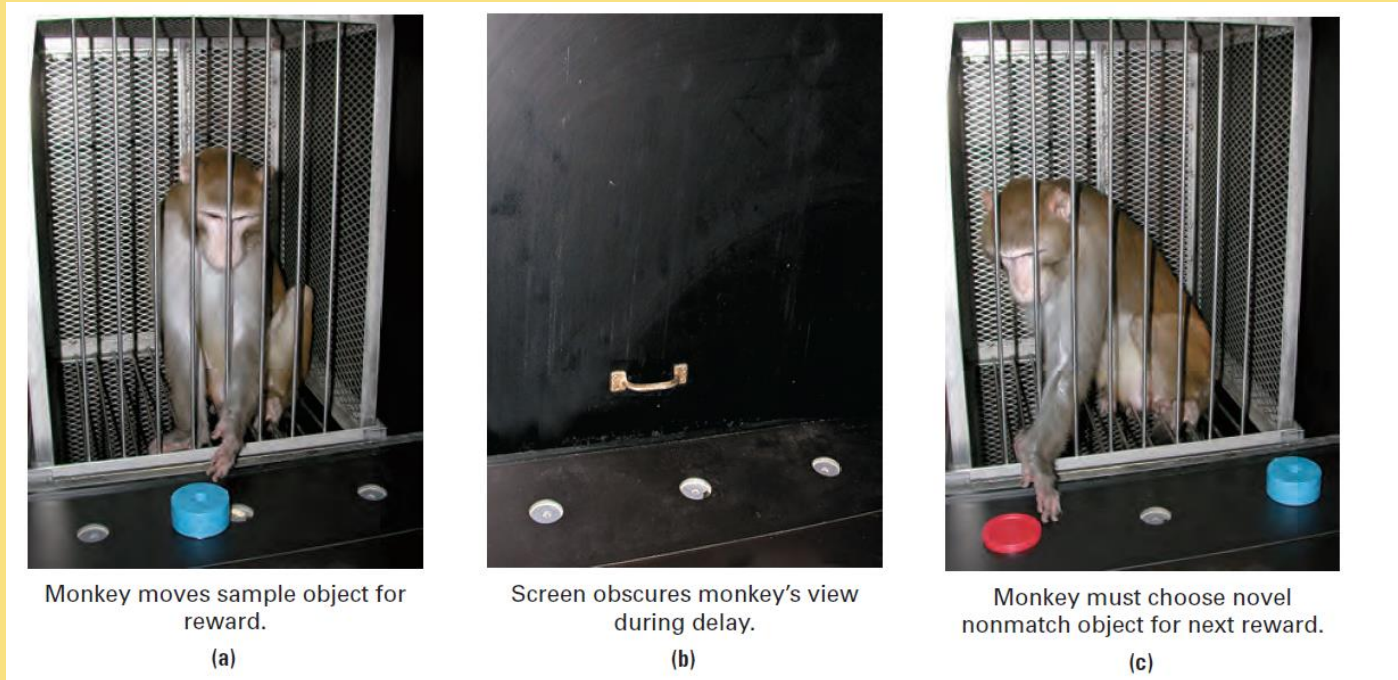 Monkey moves sample object for
reward.
(a)
Screen obscures monkey's view
during delay.
(b)
Monkey must choose novel
nonmatch object for next reward.
(c)